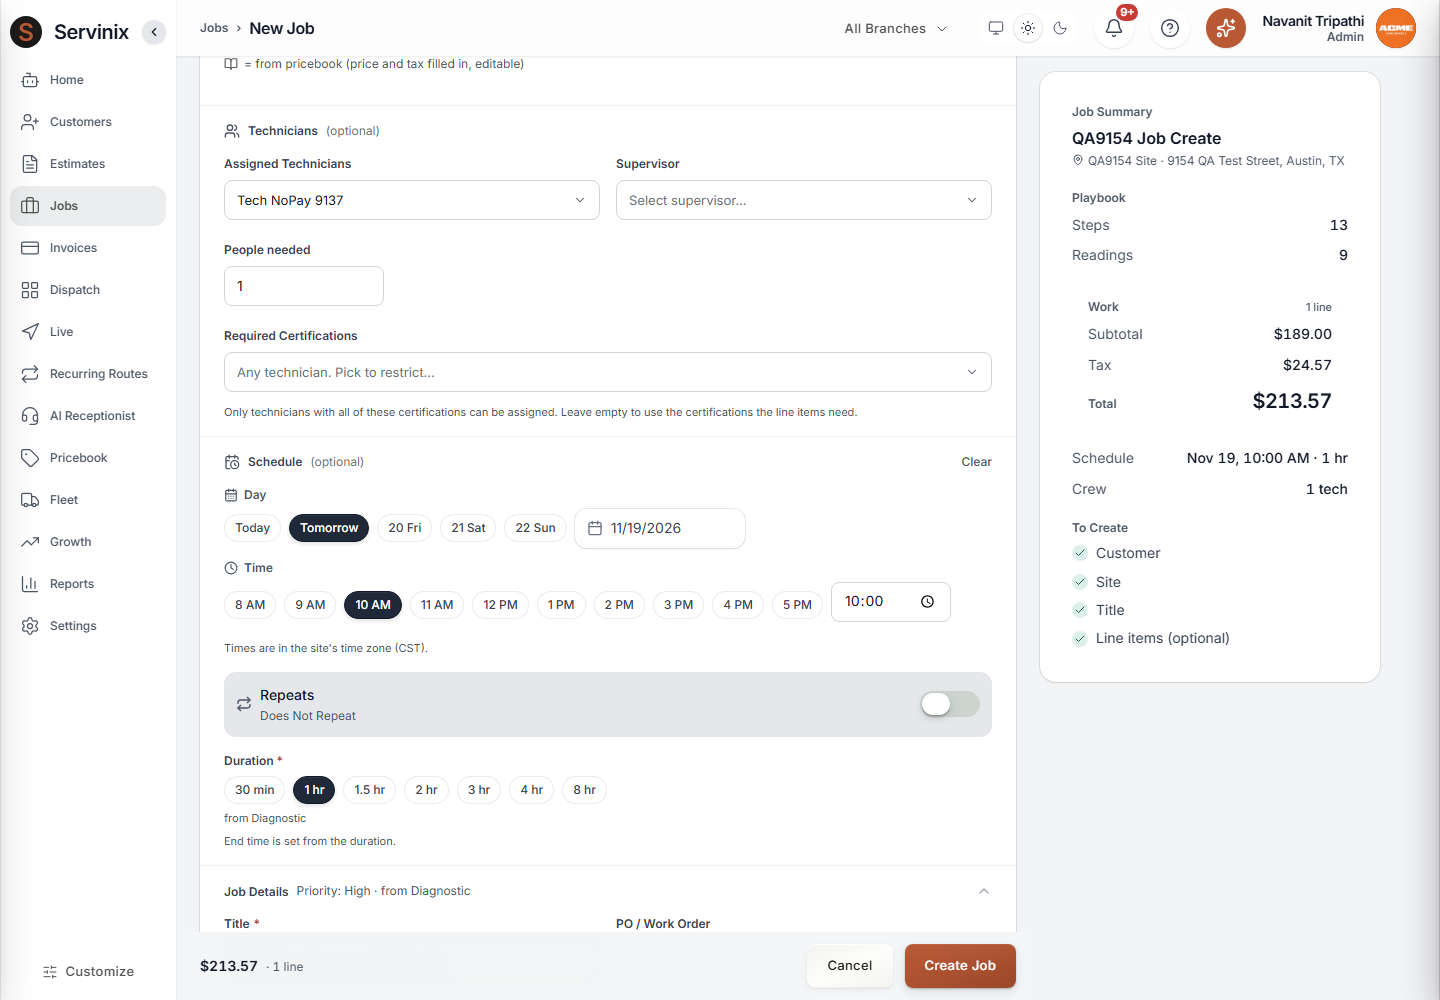 S Servinix
Jobs › New Job
All Branches
9+
Navanit Tripathi
Admin
ACME
Home
Customers
Estimates
Jobs
Invoices
Dispatch
Live
Recurring Routes
AI Receptionist
Pricebook
Fleet
Growth
Reports
Settings
Customize
= from pricebook (price and tax filled in, editable)
Technicians (optional)
Assigned Technicians
Supervisor
Tech NoPay 9137
Select supervisor...
People needed
1
Required Certifications
Any technician. Pick to restrict...
Only technicians with all of these certifications can be assigned. Leave empty to use the certifications the line items need.
Schedule (optional)
Clear
Day
Today Tomorrow 20 Fri 21 Sat 22 Sun 11/19/2026
Time
8 AM 9 AM 10 AM 11 AM 12 PM 1 PM 2 PM 3 PM 4 PM 5 PM 10:00
Times are in the site's time zone (CST).
Repeats
Does Not Repeat
Duration *
30 min 1 hr 1.5 hr 2 hr 3 hr 4 hr 8 hr
from Diagnostic
End time is set from the duration.
Job Details Priority: High · from Diagnostic
Title *
PO / Work Order
$213.57 · 1 line
Cancel
Create Job
Job Summary
QA9154 Job Create
QA9154 Site · 9154 QA Test Street, Austin, TX
Playbook
Steps 13
Readings 9
Work 1 line
Subtotal $189.00
Tax $24.57
Total $213.57
Schedule Nov 19, 10:00 AM · 1 hr
Crew 1 tech
To Create
Customer
Site
Title
Line items (optional)